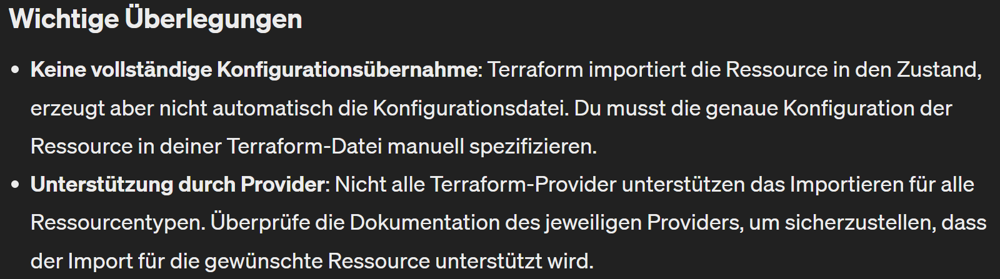 Wichtige Überlegungen
• Keine vollständige Konfigurationsübernahme: Terraform importiert die Ressource in den Zustand,
erzeugt aber nicht automatisch die Konfigurationsdatei. Du musst die genaue Konfiguration der
Ressource in deiner Terraform-Datei manuell spezifizieren.
• Unterstützung durch Provider: Nicht alle Terraform-Provider unterstützen das Importieren für alle
Ressourcentypen. Überprüfe die Dokumentation des jeweiligen Providers, um sicherzustellen, dass
der Import für die gewünschte Ressource unterstützt wird.